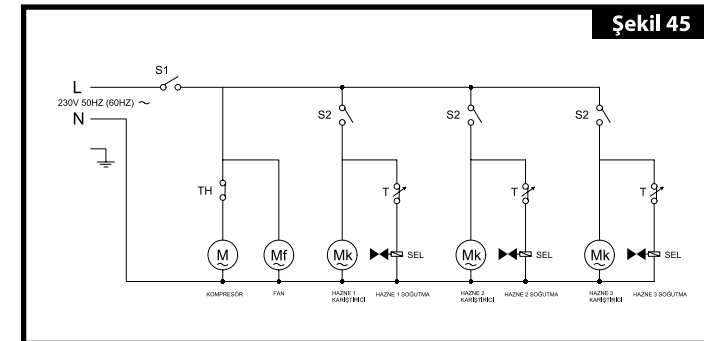 Şekil 45
S1
L
230V 50HZ (60HZ) ~
N
S2
S2
S2
TH
T
T
T
M
Mf
Mk
SEL
Mk
SEL
Mk
SEL
KOMPRESÖR
FAN
HAZNE 1
KARIŞTIRICI
HAZNE 1 SOĞUTMA
HAZNE 2
KARIŞTIRICI
HAZNE 2 SOĞUTMA
HAZNE 3
KARIŞTIRICI
HAZNE 3 SOĞUTMA